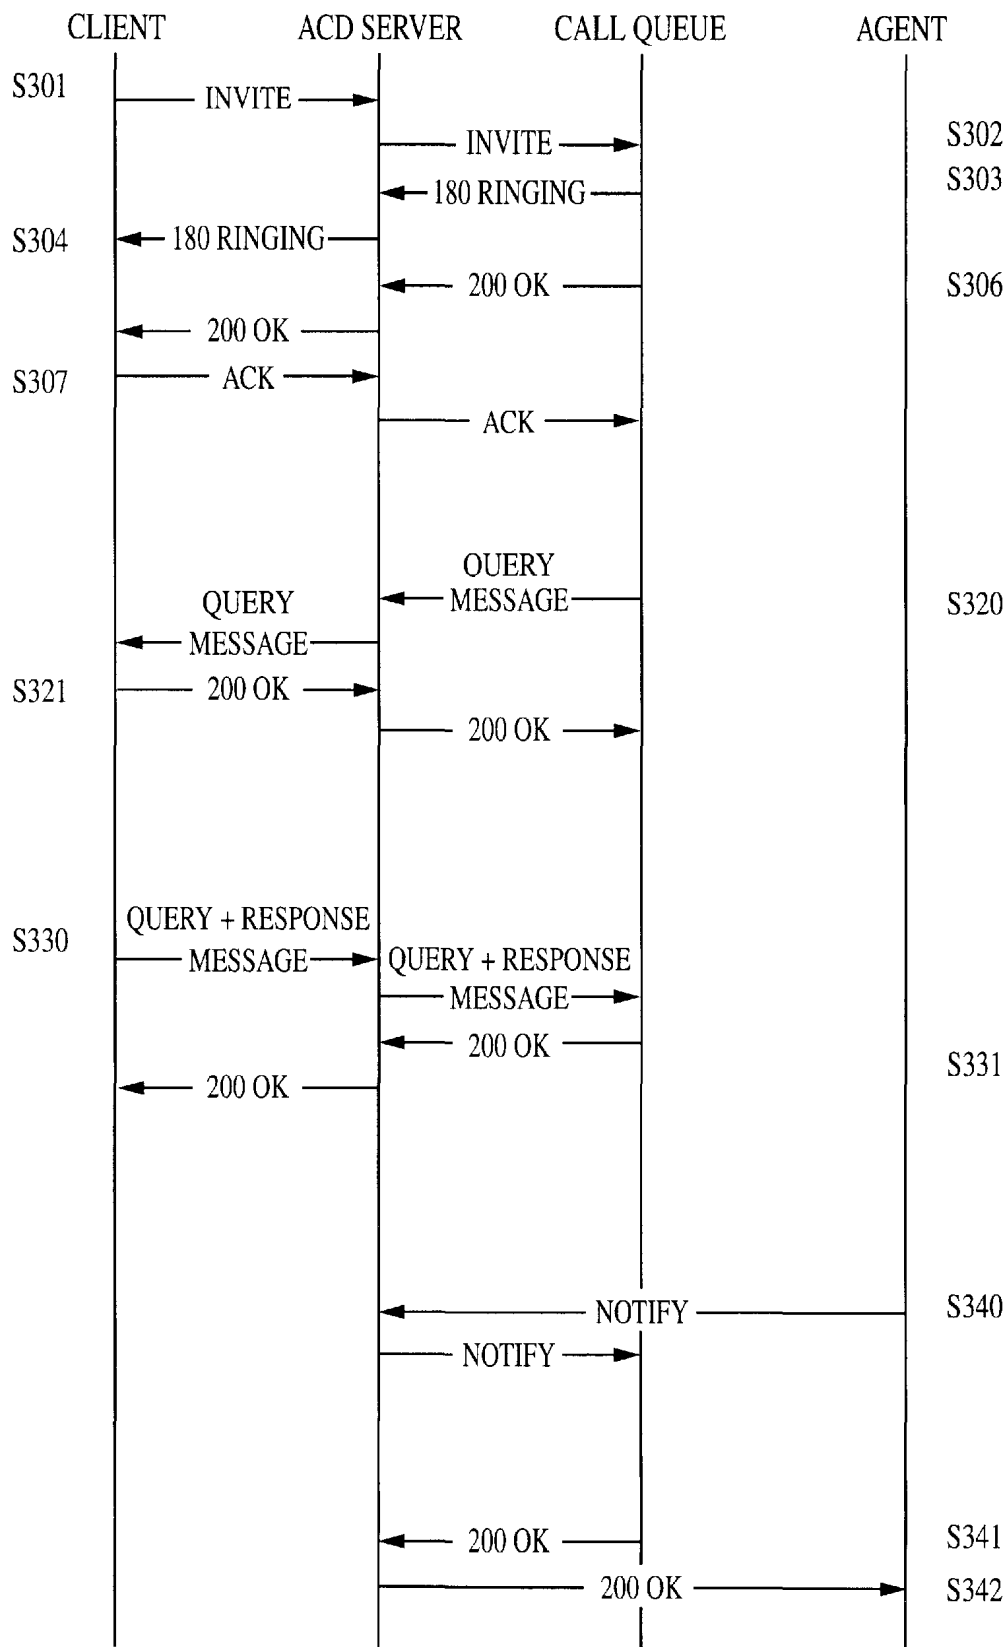 CLIENT ACD SERVER CALL QUEUE AGENT
S301
INVITE
INVITE
S302
180 RINGING
S303
S304
180 RINGING
200 OK
S306
200 OK
S307
ACK
ACK
OUERY
MESSAGE
S320
QUERY
MESSAGE
S321
200 OK
200 OK
S330
QUERY + RESPONSE
MESSAGE
QUERY + RESPONSE
MESSAGE
200 OK
S331
200 OK
NOTIFY
S340
NOTIFY
200 OK
S341
200 OK
S342